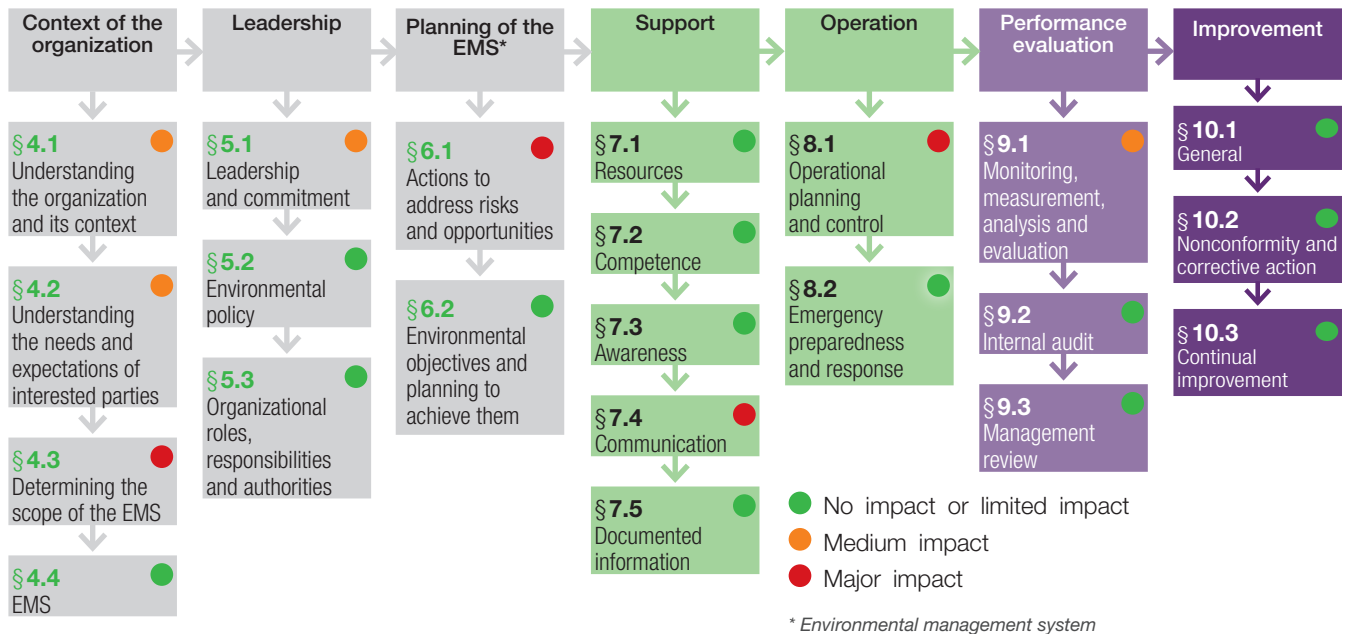 Context of the
organization
Leadership
Planning of the
EMS*
Support
Operation
Performance
evaluation
Improvement
§ 4.1
Understanding
the organization
and its context
§ 4.2
Understanding
the needs and
expectations of
interested parties
§ 4.3
Determining the
scope of the EMS
§ 4.4
EMS
§ 5.1
Leadership
and commitment
§ 5.2
Environmental
policy
§ 5.3
Organizational
roles,
responsibilities
and authorities
§ 6.1
Actions to
address risks
and opportunities
§ 6.2
Environmental
objectives and
planning to
achieve them
§ 7.1
Resources
§ 7.2
Competence
§ 7.3
Awareness
§ 7.4
Communication
§ 7.5
Documented
information
§ 8.1
Operational
planning
and control
§ 8.2
Emergency
preparedness
and response
§ 9.1
Monitoring,
measurement,
analysis and
evaluation
§ 9.2
Internal audit
§ 9.3
Management
review
§ 10.1
General
§ 10.2
Nonconformity and
corrective action
§ 10.3
Continual
improvement
No impact or limited impact
Medium impact
Major impact
* Environmental management system